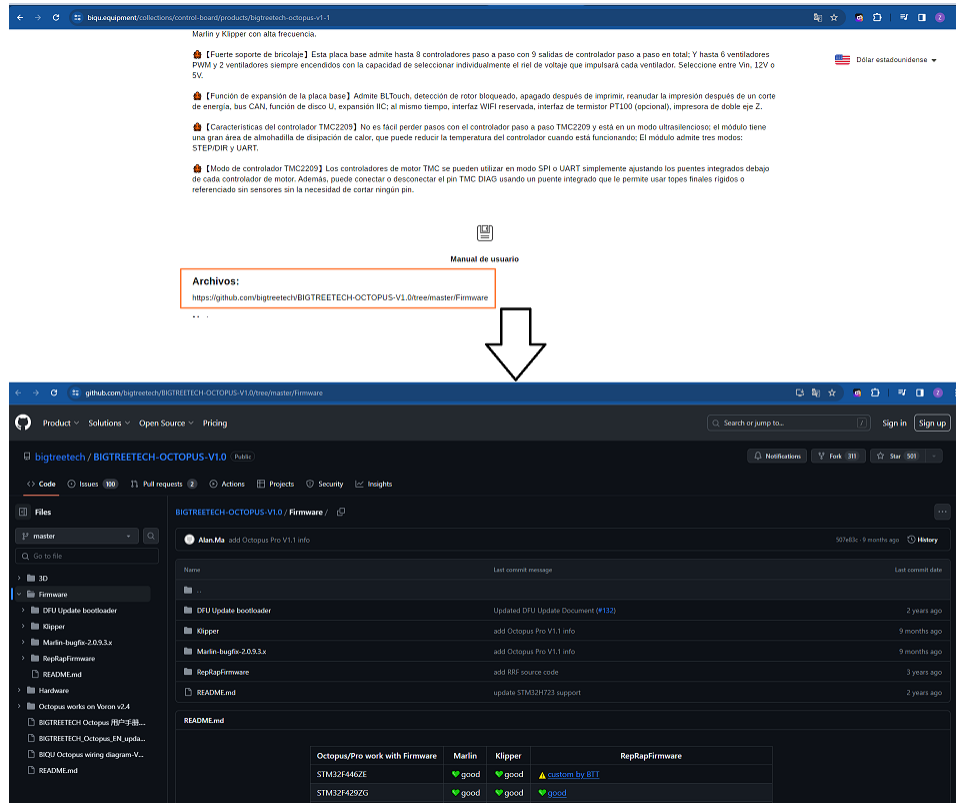 biqu.equipment/collections/control-board/products/bigtreetech-octopus-v1-1
Marlin y Klipper con alta frecuencia.
【Fuerte soporte de bricolaje】Esta placa base admite hasta 8 controladores paso a paso con 9 salidas de controlador paso a paso en total; Y hasta 6 ventiladores
PWM y 2 ventiladores siempre encendidos con la capacidad de seleccionar individualmente el riel de voltaje que impulsará cada ventilador. Seleccione entre Vin, 12V o
5V.
Dólar estadounidense
【Función de expansión de la placa base】Admite BLTouch, detección de rotor bloqueado, apagado después de imprimir, reanudar la impresión después de un corte
de energía, bus CAN, función de disco U, expansión IIC; al mismo tiempo, interfaz WIFI reservada, interfaz de termistor PT100 (opcional), impresora de doble eje Z.
【Características del controlador TMC2209】No es fácil perder pasos con el controlador paso a paso TMC2209 y está en un modo ultrasilencioso; el módulo tiene
una gran área de almohadilla de disipación de calor, que puede reducir la temperatura del controlador cuando está funcionando; El módulo admite tres modos:
STEP/DIR y UART.
【Modo de controlador TMC2209】Los controladores de motor TMC se pueden utilizar en modo SPI o UART simplemente ajustando los puentes integrados debajo
de cada controlador de motor. Además, puede conectar o desconectar el pin TMC DIAG usando un puente integrado que le permite usar topes finales rígidos o
referenciado sin sensores sin la necesidad de cortar ningún pin.
Manual de usuario
Archivos:
https://github.com/bigtreetech/BIGTREETECH-OCTOPUS-V1.0/tree/master/Firmware
github.com/bigtreetech/BIGTREETECH-OCTOPUS-V1.0/tree/master/Firmware
Product Solutions Open Source Pricing
Search or jump to... /
Sign in Sign up
bigtreetech / BIGTREETECH-OCTOPUS-V1.0 Public
Notifications Fork 311 Star 501
Code Issues 100 Pull requests 2 Actions Projects Security Insights
Files
BIGTREETECH-OCTOPUS-V1.0 / Firmware /
master
Alan.Ma add Octopus Pro V1.1 info
507e83c · 9 months ago History
Go to file
Name Last commit message Last commit date
3D
..
Firmware
DFU Update bootloader
DFU Update bootloader Updated DFU Update Document (#132) 2 years ago
Klipper
Klipper add Octopus Pro V1.1 info 9 months ago
Marlin-bugfix-2.0.9.3.x
Marlin-bugfix-2.0.9.3.x add Octopus Pro V1.1 info 9 months ago
RepRapFirmware
RepRapFirmware add RRF source code 3 years ago
README.md
README.md update STM32H723 support 2 years ago
Hardware
Octopus works on Voron v2.4
BIGTREETECH Octopus 用户手册...
README.md
BIGTREETECH_Octopus_EN_upda...
BIQU Octopus wiring diagram-V...
README.md
Octopus/Pro work with Firmware Marlin Klipper RepRapFirmware
STM32F446ZE good good custom by BTT
STM32F429ZG good good good